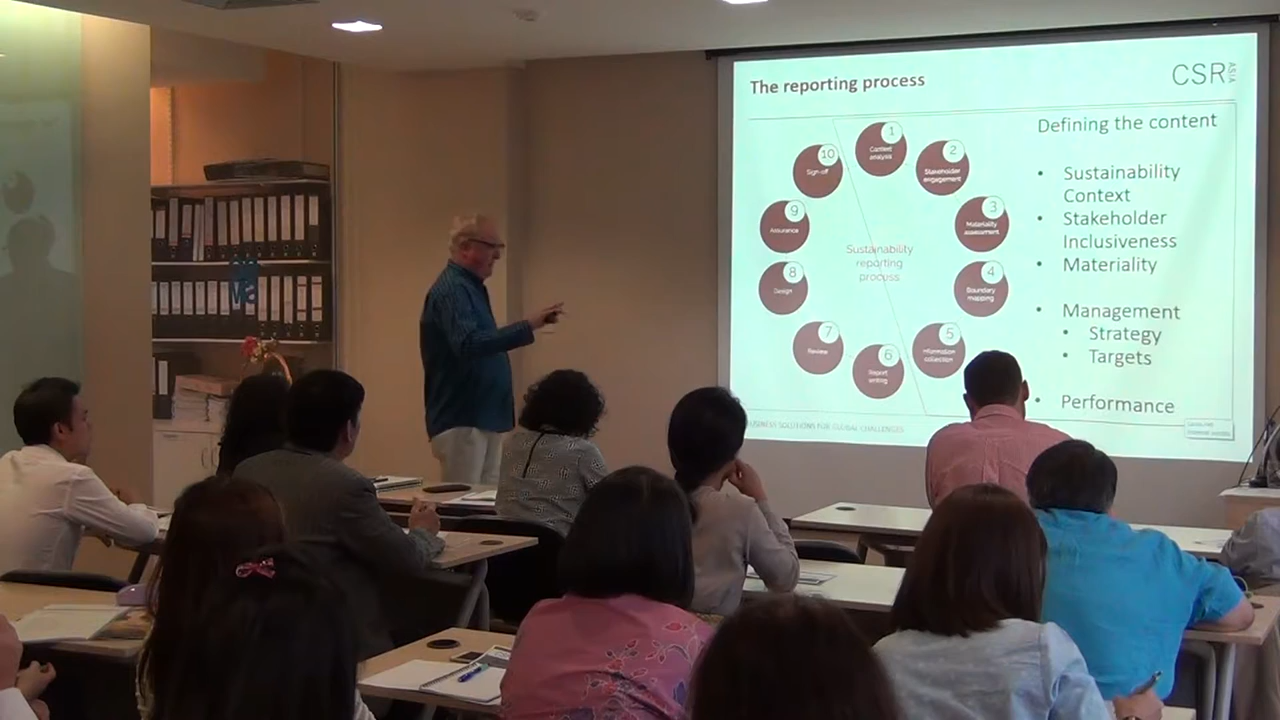 The reporting process
CSR
ASIA
1
Context
analysis
2
Stakeholder
engagement
3
Materiality
assessment
4
Boundary
mapping
5
Information
collection
6
Report
writing
7
Review
8
Design
9
Assurance
10
Sign-off
Sustainability
reporting
process
Defining the content
• Sustainability
Context
• Stakeholder
Inclusiveness
• Materiality
• Management
• Strategy
• Targets
• Performance
BUSINESS SOLUTIONS FOR GLOBAL CHALLENGES